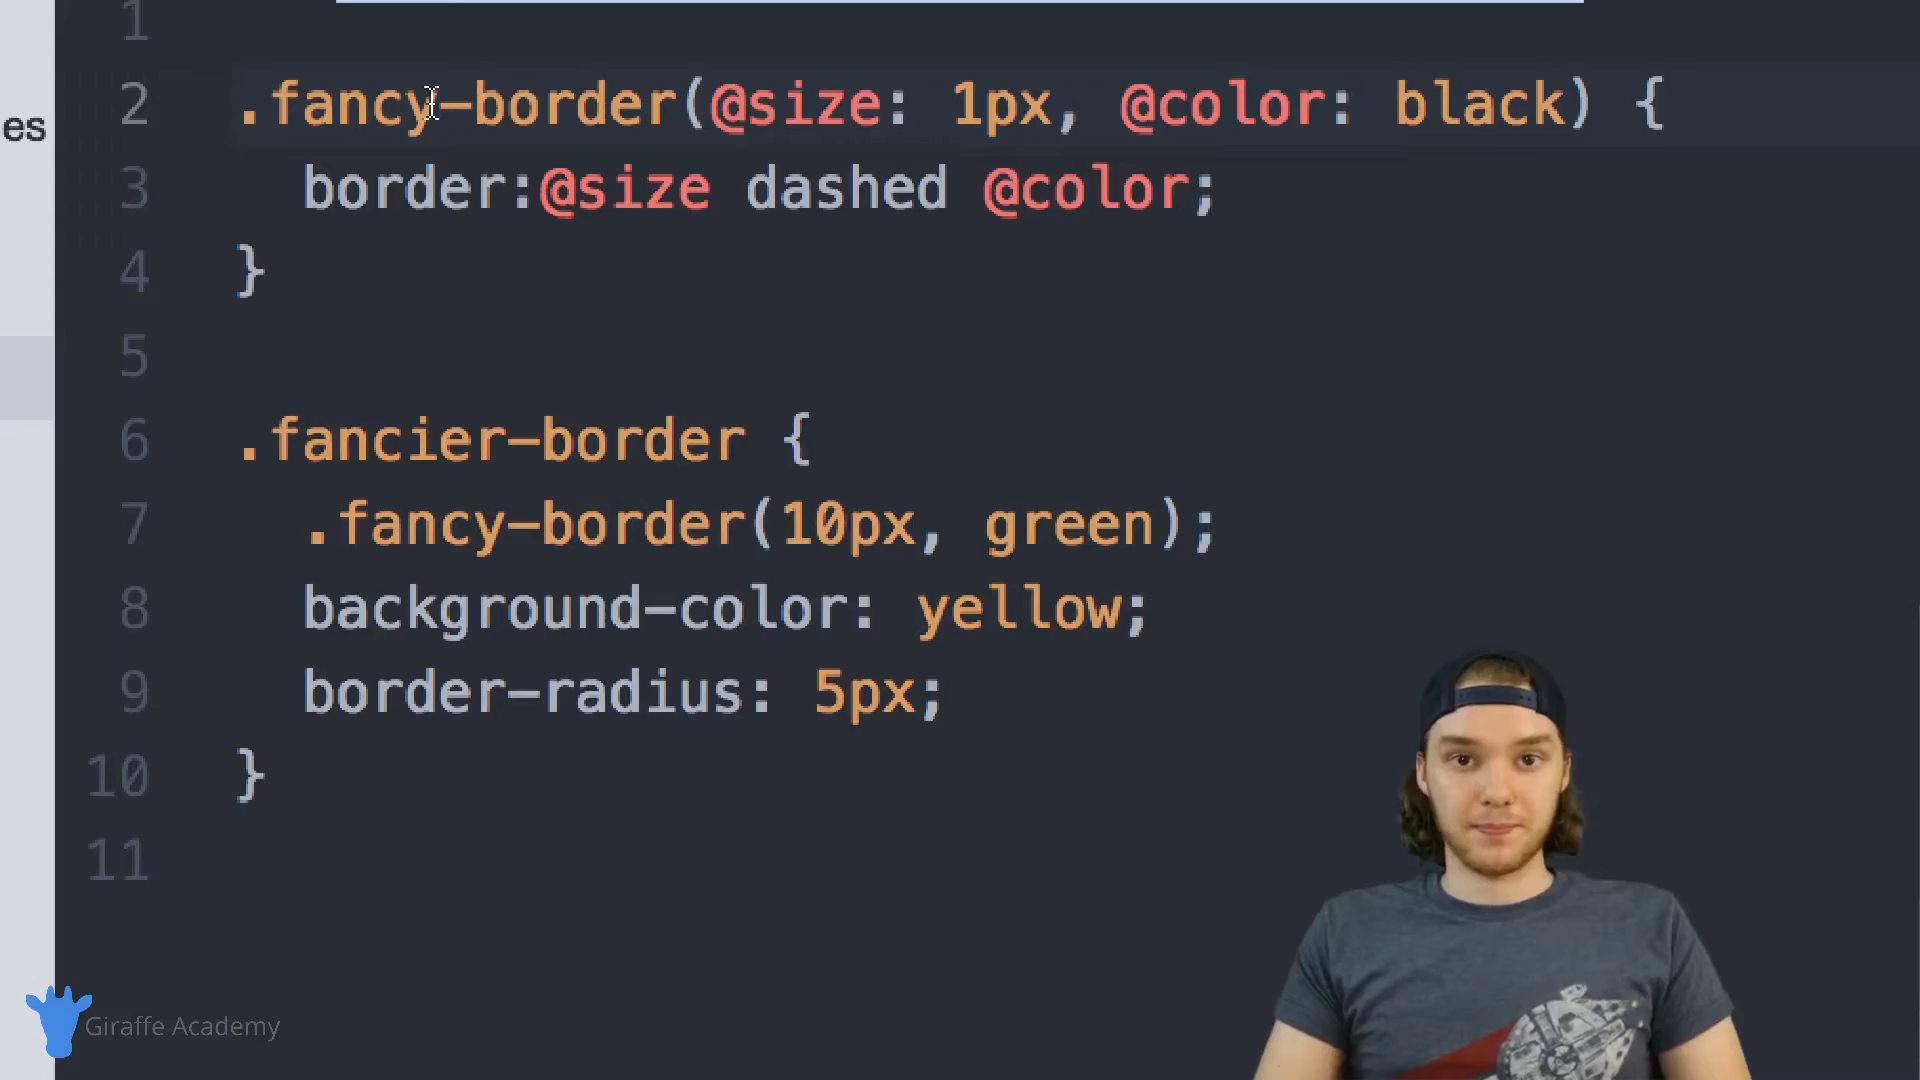 es
1
2 .fancy-border(@size: 1px, @color: black) {
3 border:@size dashed @color;
4 }
5
6 .fancier-border {
7 .fancy-border(10px, green);
8 background-color: yellow;
9 border-radius: 5px;
10 }
11
Giraffe Academy